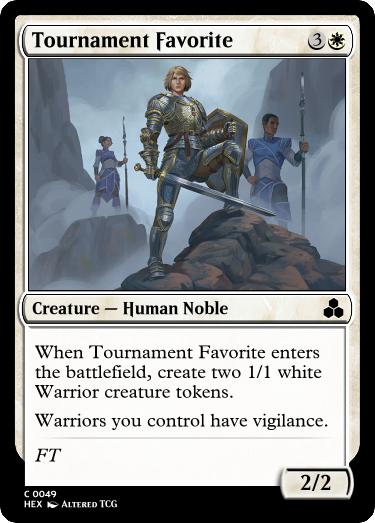 Tournament Favorite 3
Creature — Human Noble
When Tournament Favorite enters
the battlefield, create two 1/1 white
Warrior creature tokens.
Warriors you control have vigilance.
FT
2/2
C 0049
HEX Altered TCG